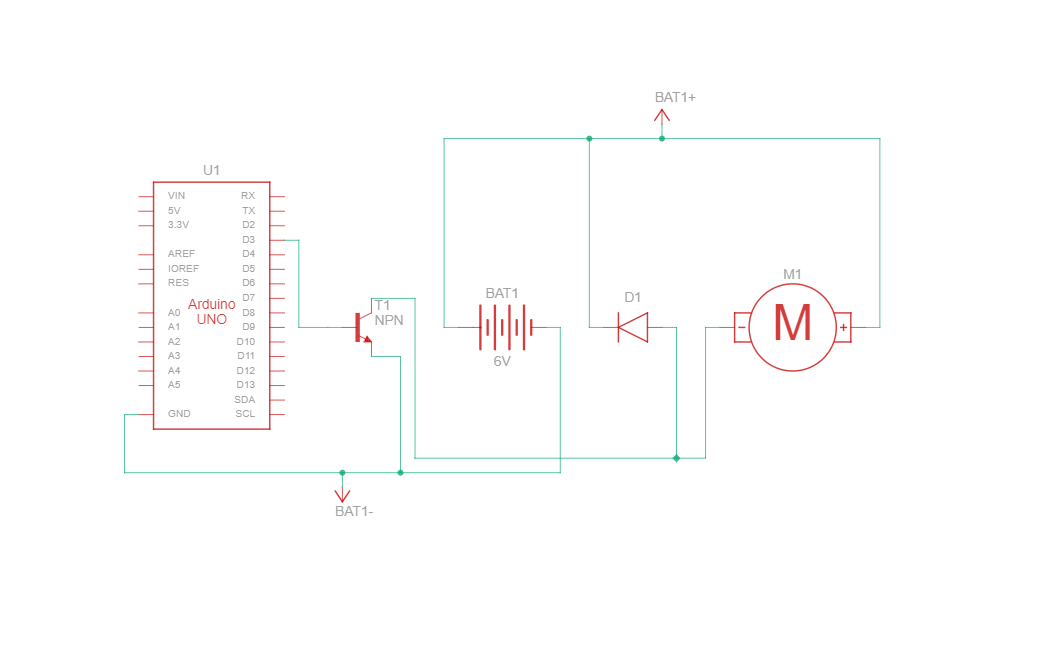 BAT1+
U1
VIN RX
5V TX
3.3V D2
D3
AREF D4
IOREF D5
RES D6
D7
Arduino
UNO
A0 D8
A1 D9
A2 D10
A3 D11
A4 D12
A5 D13
SDA
GND SCL
T1
NPN
BAT1
6V
D1
M1
M
-
+
BAT1-